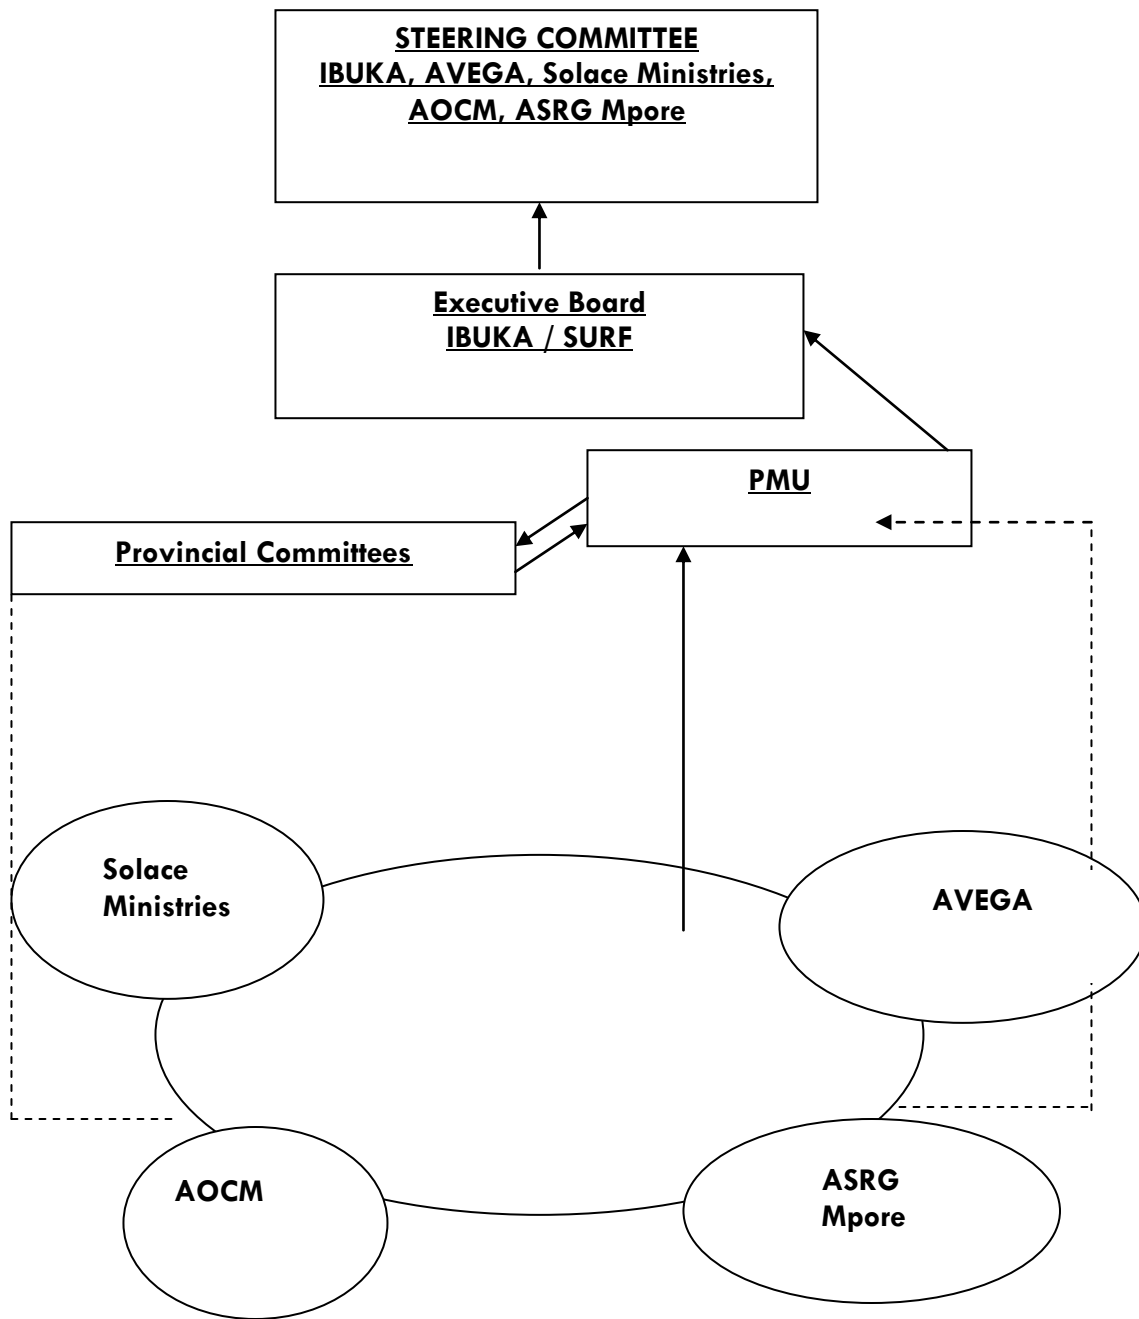 STEERING COMMITTEE
IBUKA, AVEGA, Solace Ministries,
AOCM, ASRG Mpore
Executive Board
IBUKA / SURF
PMU
Provincial Committees
Solace
Ministries
AVEGA
AOCM
ASRG
Mpore